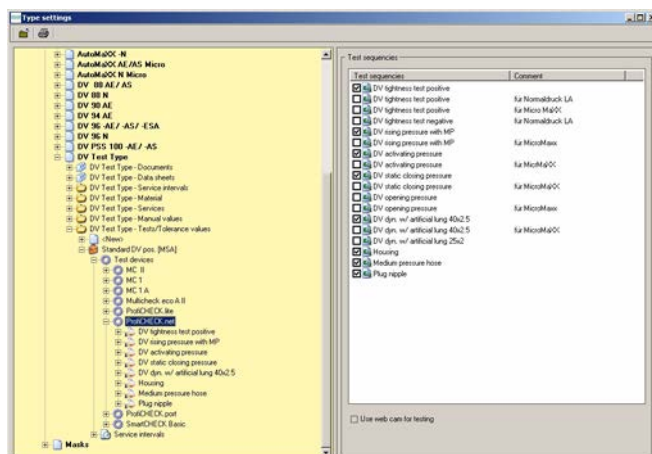 Type settings
AutoMaXX -N
AutoMaXX AE/AS Micro
AutoMaXX N Micro
DV 88 AE/ AS
DV 88 N
DV 90 AE
DV 94 AE
DV 96 -AE/ -AS/ -ESA
DV 96 N
DV PSS 100 -AE/ -AS
DV Test Type
DV Test Type - Documents
DV Test Type - Data sheets
DV Test Type - Service intervals
DV Test Type - Material
DV Test Type - Services
DV Test Type - Manual values
DV Test Type - Tests/Tolerance values
<New>
Standard DV pos. [MSA]
Test devices
MC II
MC 1
MC 1 A
Multicheck eco A II
ProfiCHECK.lite
ProfiCHECK.net
DV tightness test positive
DV rising pressure with MP
DV activating pressure
DV static closing pressure
DV dyn. w/ artificial lung 40x2.5
Housing
Medium pressure hose
Plug nipple
ProfiCHECK.port
SmartCHECK Basic
Service intervals
Masks
Test sequencies
Test sequencies Comment
DV tightness test positive
DV tightness test positive für Normaldruck LA
DV tightness test positive für Micro MaXX
DV tightness test negative für Normaldruck LA
DV rising pressure with MP
DV rising pressure with MP für MicroMaxx
DV activating pressure
DV activating pressure für MicMaXX
DV static closing pressure
DV static closing pressure für MicroMaXX
DV opening pressure
DV opening pressure für MicroMaxx
DV dyn. w/ artificial lung 40x2.5
DV dyn. w/ artificial lung 40x2.5 für MicroMaXX
DV dyn. w/ artificial lung 25x2
Housing
Medium pressure hose
Plug nipple
Use web cam for testing